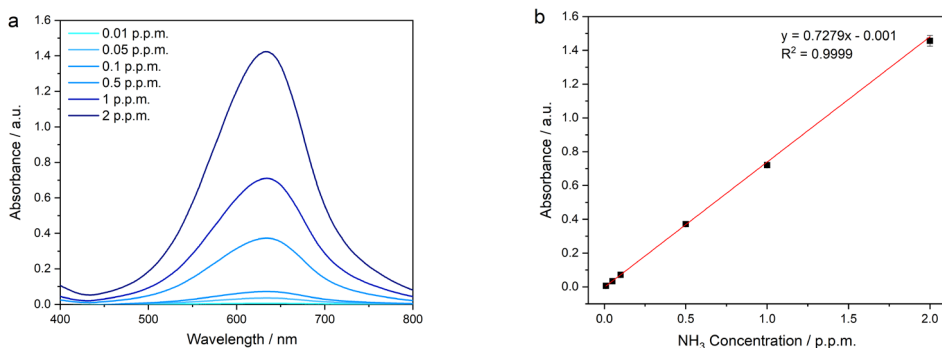 a
1.6
1.4
1.2
1.0
0.8
0.6
0.4
0.2
0.0
400
500
600
700
800
Absorbance / a.u.
Wavelength / nm
0.01 p.p.m.
0.05 p.p.m.
0.1 p.p.m.
0.5 p.p.m.
1 p.p.m.
2 p.p.m.
b
1.6
1.4
1.2
1.0
0.8
0.6
0.4
0.2
0.0
0.0
0.5
1.0
1.5
2.0
Absorbance / a.u.
NH₃ Concentration / p.p.m.
y = 0.7279x - 0.001
R² = 0.9999